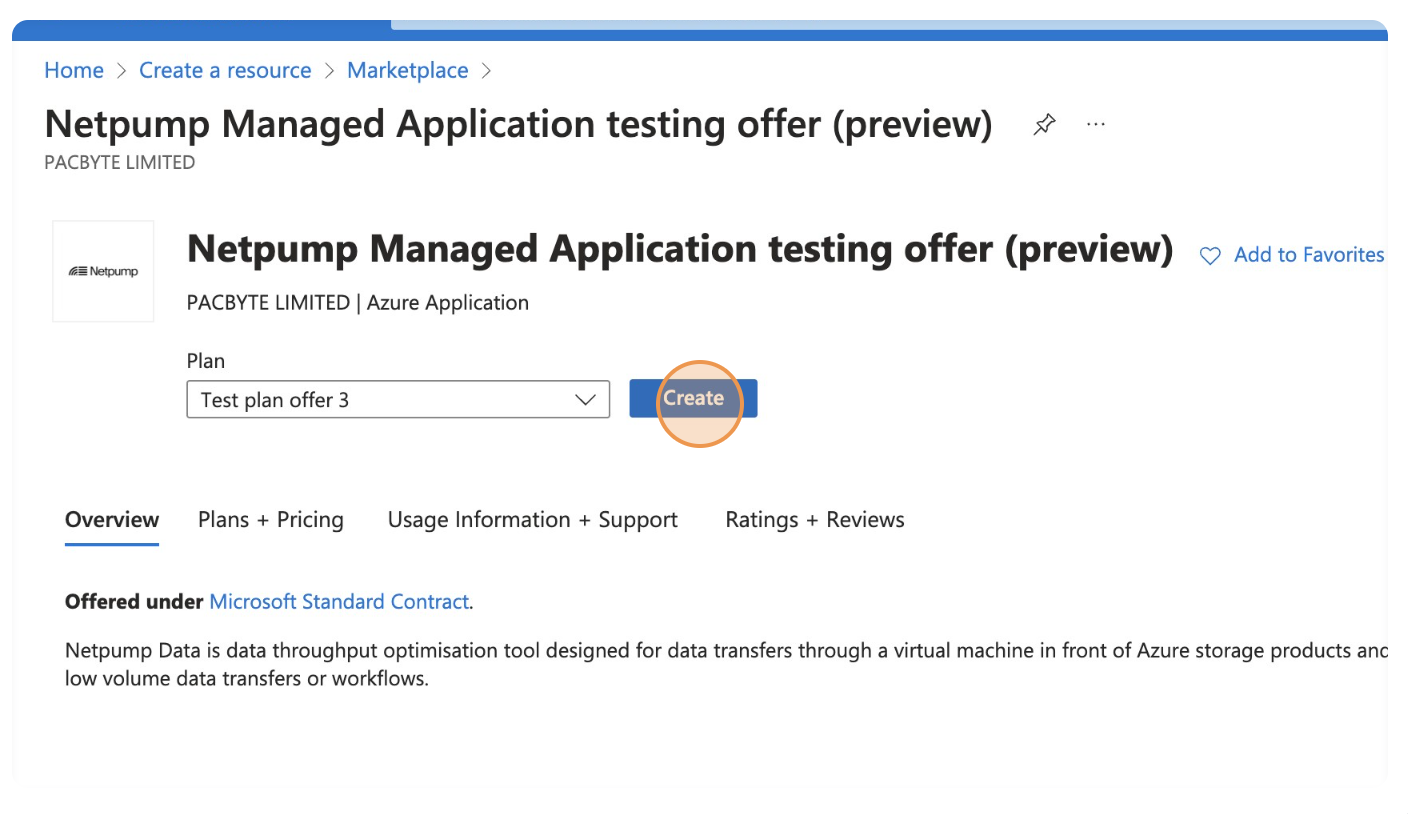 Home > Create a resource > Marketplace >
Netpump Managed Application testing offer (preview) ...
PACBYTE LIMITED
Netpump
Netpump Managed Application testing offer (preview)
Add to Favorites
PACBYTE LIMITED | Azure Application
Plan
Test plan offer 3
Create
Overview Plans + Pricing Usage Information + Support Ratings + Reviews
Offered under Microsoft Standard Contract.
Netpump Data is data throughput optimisation tool designed for data transfers through a virtual machine in front of Azure storage products and
low volume data transfers or workflows.